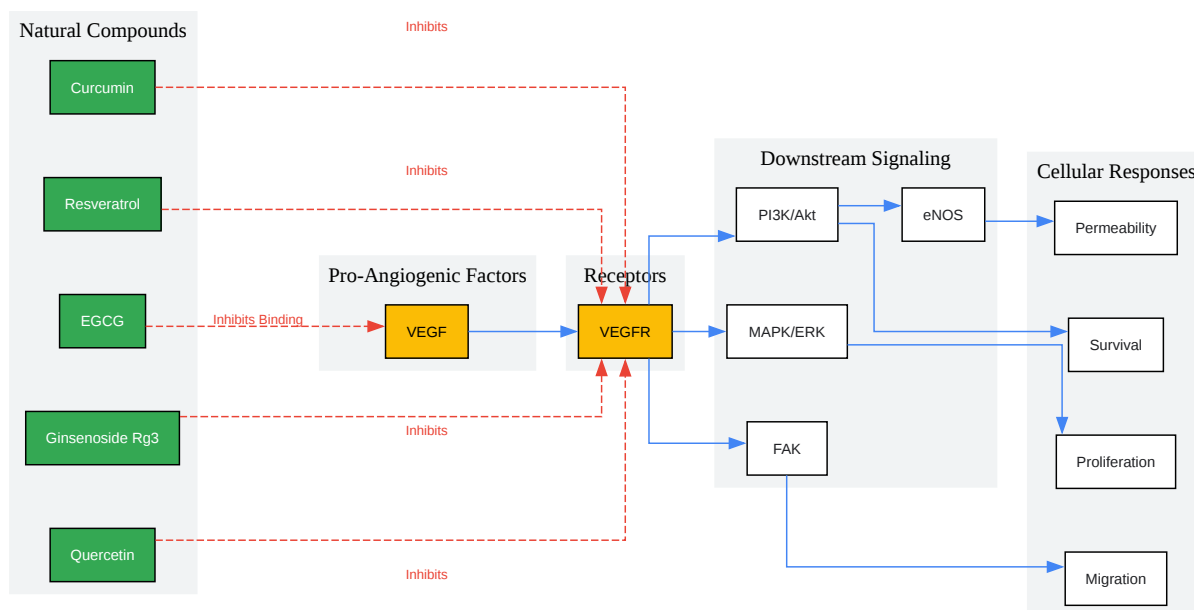 Natural Compounds
Inhibits
Curcumin
Inhibits
Resveratrol
EGCG
Inhibits Binding
Ginsenoside Rg3
Inhibits
Quercetin
Inhibits
Pro-Angiogenic Factors
VEGF
Receptors
VEGFR
Downstream Signaling
PI3K/Akt
eNOS
MAPK/ERK
FAK
Cellular Responses
Permeability
Survival
Proliferation
Migration